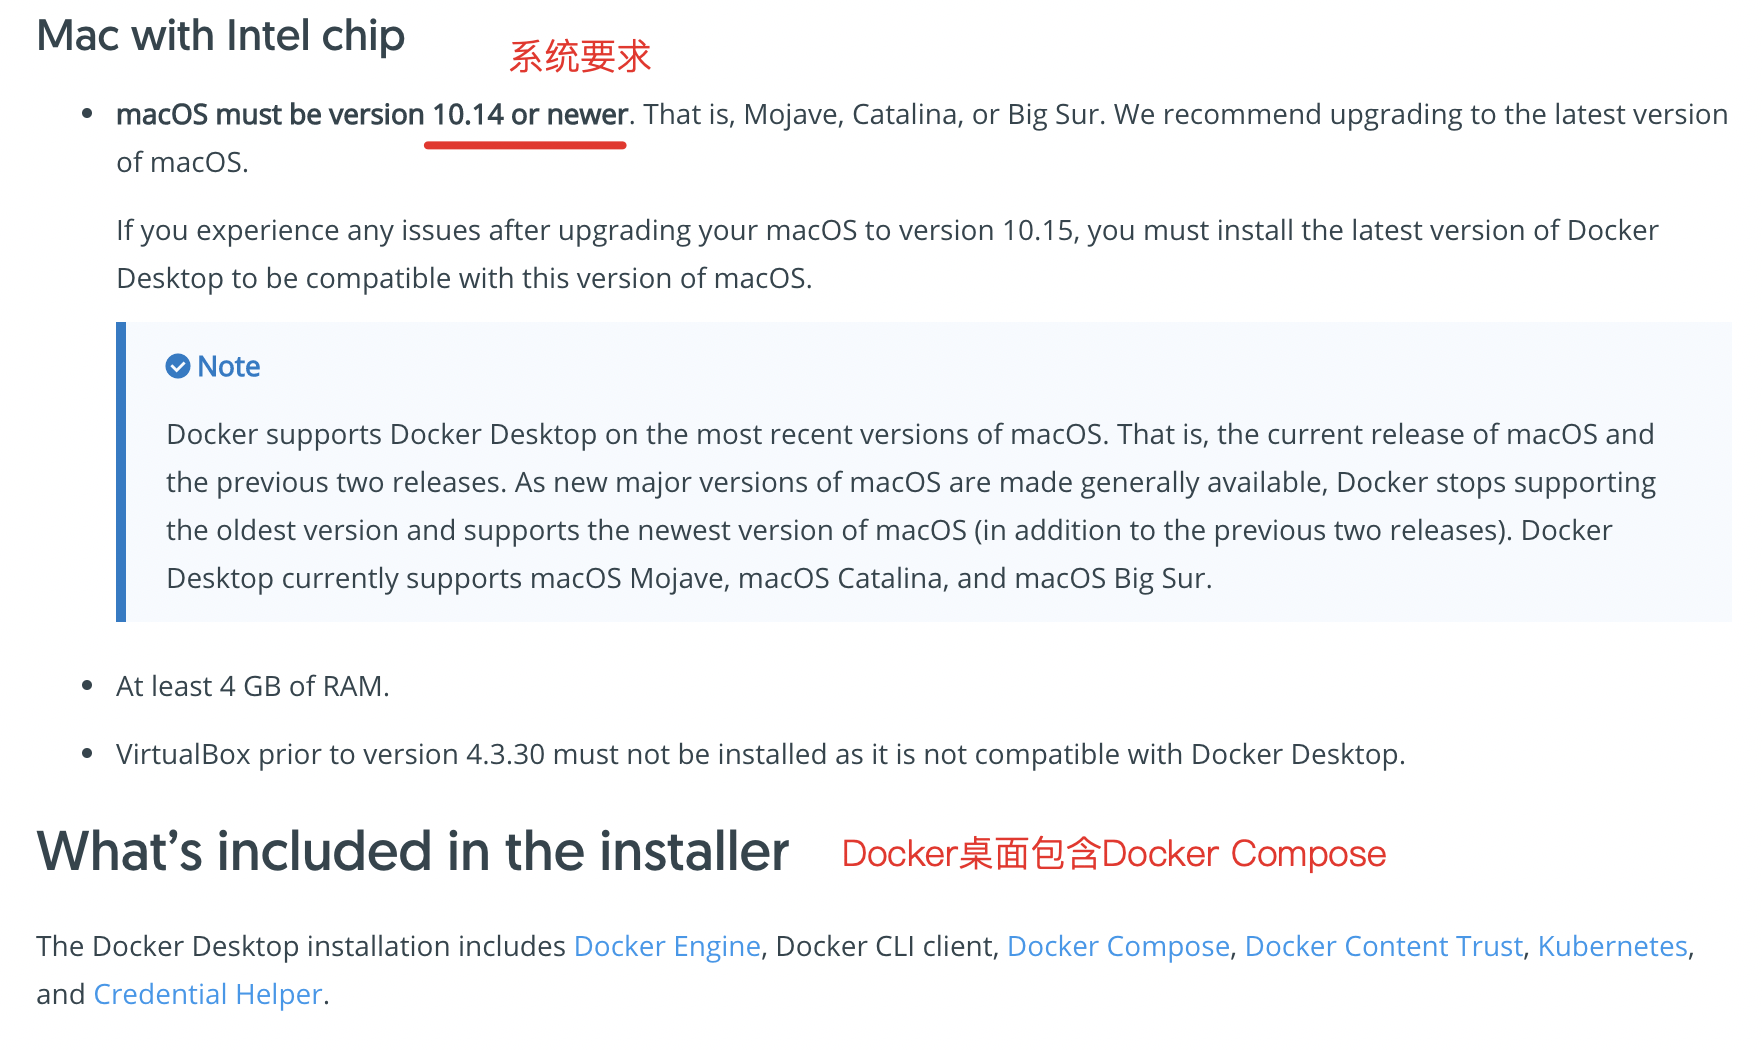 Mac with Intel chip
系统要求
macOS must be version 10.14 or newer. That is, Mojave, Catalina, or Big Sur. We recommend upgrading to the latest version
of macOS.
If you experience any issues after upgrading your macOS to version 10.15, you must install the latest version of Docker
Desktop to be compatible with this version of macOS.
Note
Docker supports Docker Desktop on the most recent versions of macOS. That is, the current release of macOS and
the previous two releases. As new major versions of macOS are made generally available, Docker stops supporting
the oldest version and supports the newest version of macOS (in addition to the previous two releases). Docker
Desktop currently supports macOS Mojave, macOS Catalina, and macOS Big Sur.
At least 4 GB of RAM.
VirtualBox prior to version 4.3.30 must not be installed as it is not compatible with Docker Desktop.
What’s included in the installer
Docker桌面包含Docker Compose
The Docker Desktop installation includes Docker Engine, Docker CLI client, Docker Compose, Docker Content Trust, Kubernetes,
and Credential Helper.